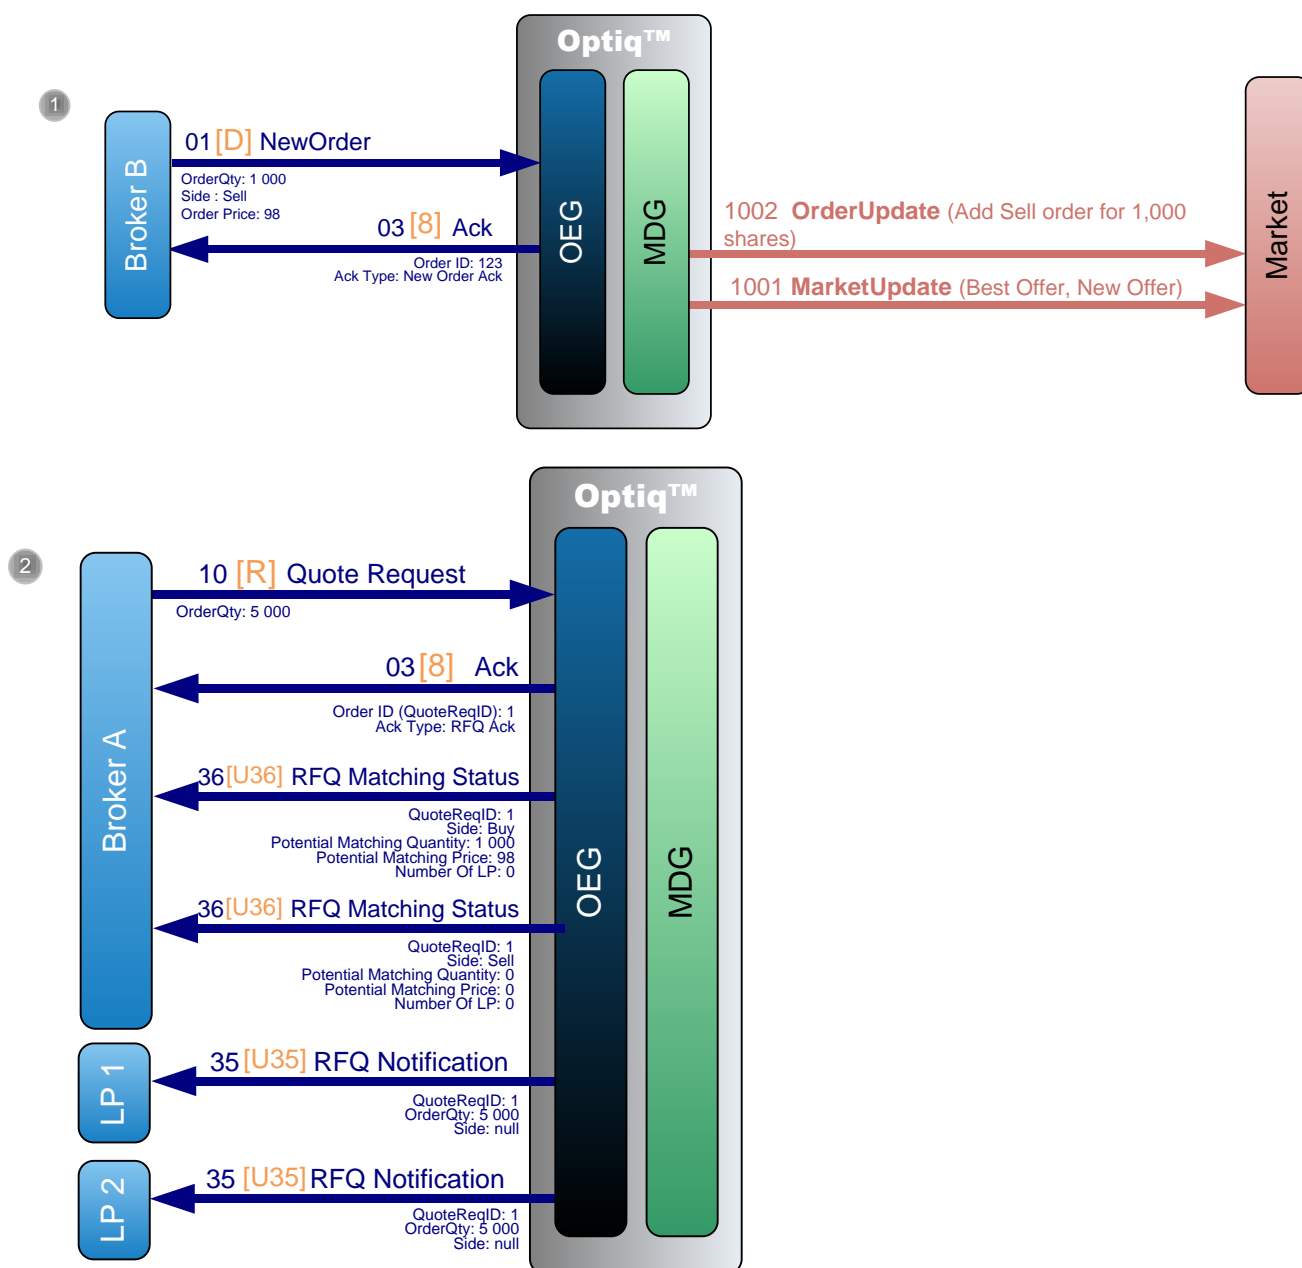 Optiq™
1
Broker B
01 [D] NewOrder
OrderQty: 1 000
Side : Sell
Order Price: 98
03 [8] Ack
Order ID: 123
Ack Type: New Order Ack
OEG
MDG
1002 OrderUpdate (Add Sell order for 1,000
shares)
1001 MarketUpdate (Best Offer, New Offer)
Market
Optiq™
2
Broker A
10 [R] Quote Request
OrderQty: 5 000
03 [8] Ack
Order ID (QuoteReqID): 1
Ack Type: RFQ Ack
36 [U36] RFQ Matching Status
QuoteReqID: 1
Side: Buy
Potential Matching Quantity: 1 000
Potential Matching Price: 98
Number Of LP: 0
36 [U36] RFQ Matching Status
QuoteReqID: 1
Side: Sell
Potential Matching Quantity: 0
Potential Matching Price: 0
Number Of LP: 0
OEG
MDG
LP 1
35 [U35] RFQ Notification
QuoteReqID: 1
OrderQty: 5 000
Side: null
LP 2
35 [U35] RFQ Notification
QuoteReqID: 1
OrderQty: 5 000
Side: null